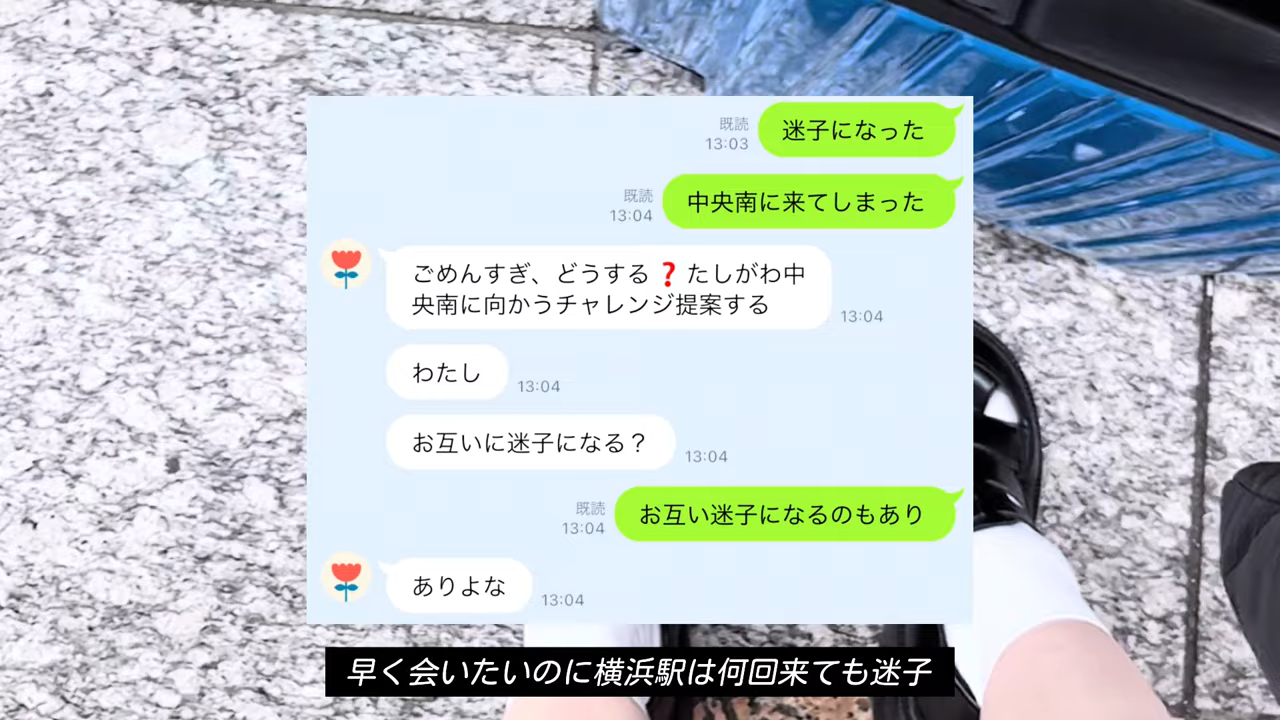 既読
13:03
迷子になった
既読
13:04
中央南に来てしまった
ごめんすぎ、どうする❓たしがわ中
央南に向かうチャレンジ提案する
13:04
わたし
13:04
お互いに迷子になる？
13:04
既読
13:04
お互い迷子になるのもあり
ありよな
13:04
早く会いたいのに横浜駅は何回来ても迷子